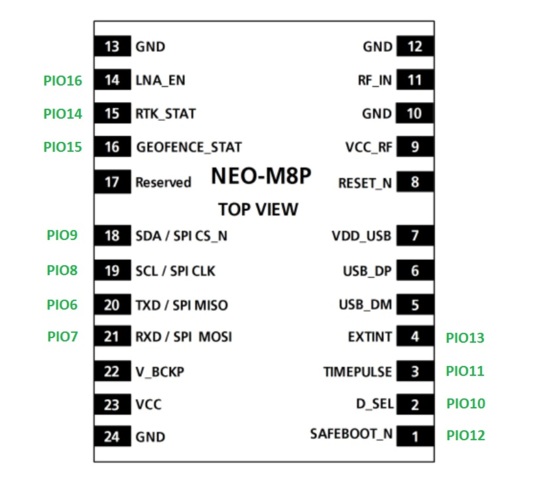 13 GND GND 12
PIO16 14 LNA_EN RF_IN 11
PIO14 15 RTK_STAT GND 10
PIO15 16 GEOFENCE_STAT VCC_RF 9
17 Reserved NEO-M8P RESET_N 8
TOP VIEW
PIO9 18 SDA / SPI CS_N VDD_USB 7
PIO8 19 SCL / SPI CLK USB_DP 6
PIO6 20 TXD / SPI MISO USB_DM 5
PIO7 21 RXD / SPI MOSI EXTINT 4 PIO13
22 V_BCKP TIMEPULSE 3 PIO11
23 VCC D_SEL 2 PIO10
24 GND SAFEBOOT_N 1 PIO12